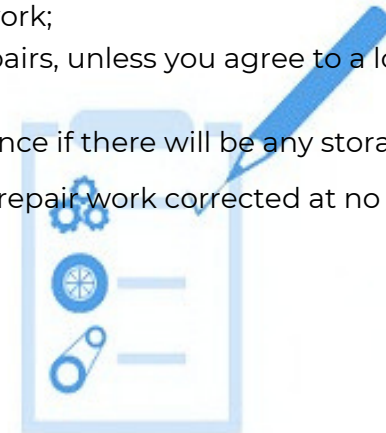 ork;
pairs, unless you agree to a lo
nce if there will be any stora
repair work corrected at no